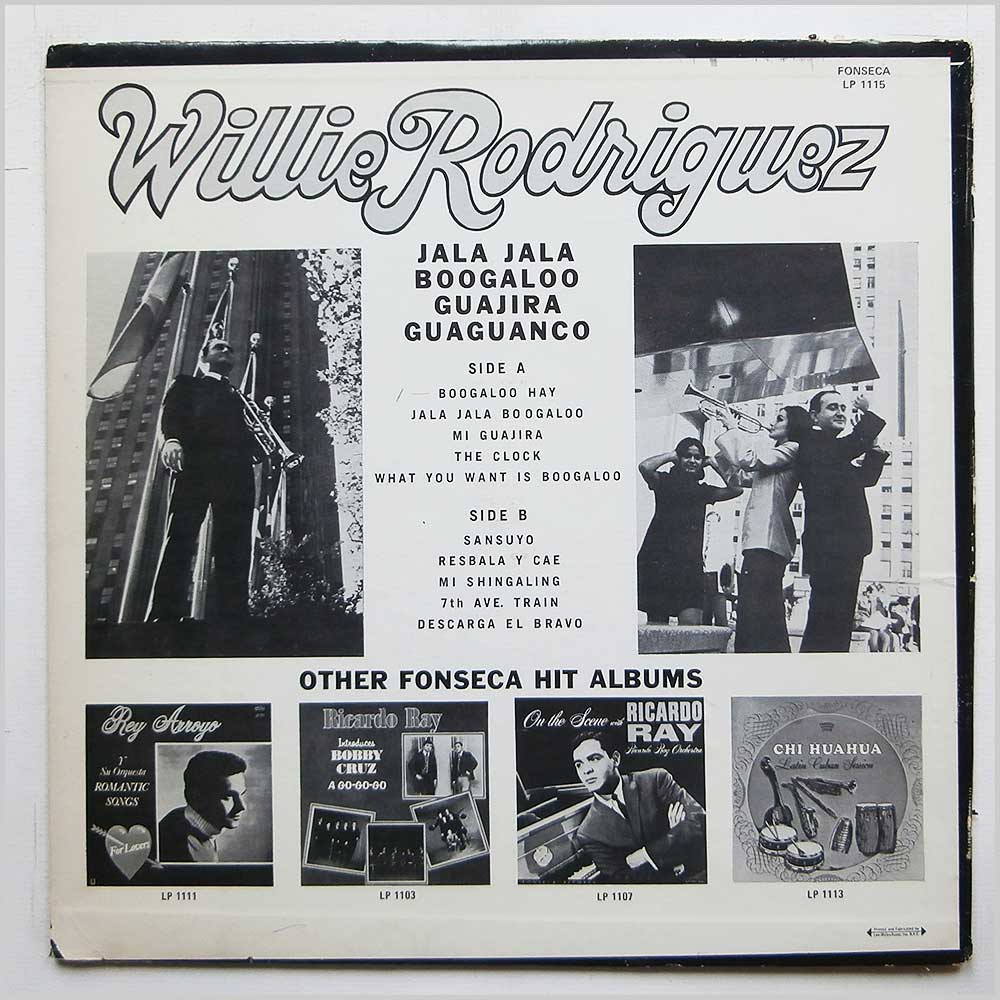 FONSECA
LP 1115
Willie Rodriguez
JALA JALA
BOOGALOO
GUAJIRA
GUAGUANCO
SIDE A
BOOGALOO HAY
JALA JALA BOOGALOO
MI GUAJIRA
THE CLOCK
WHAT YOU WANT IS BOOGALOO
SIDE B
SANSUYO
RESBALA Y CAE
MI SHINGALING
7th AVE. TRAIN
DESCARGA EL BRAVO
OTHER FONSECA HIT ALBUMS
Rey Arroyo
Y
Su Orquesta
ROMANTIC
SONGS
For Lovers
LP 1111
Ricardo Ray
Introduces
BOBBY
CRUZ
A GO-GO-GO
LP 1103
On the Scene with
RICARDO
RAY
Ricardo Ray Orchestra
LP 1107
CHI HUAHUA
Latin Cuban Session
LP 1113
Printed and Fabricated by